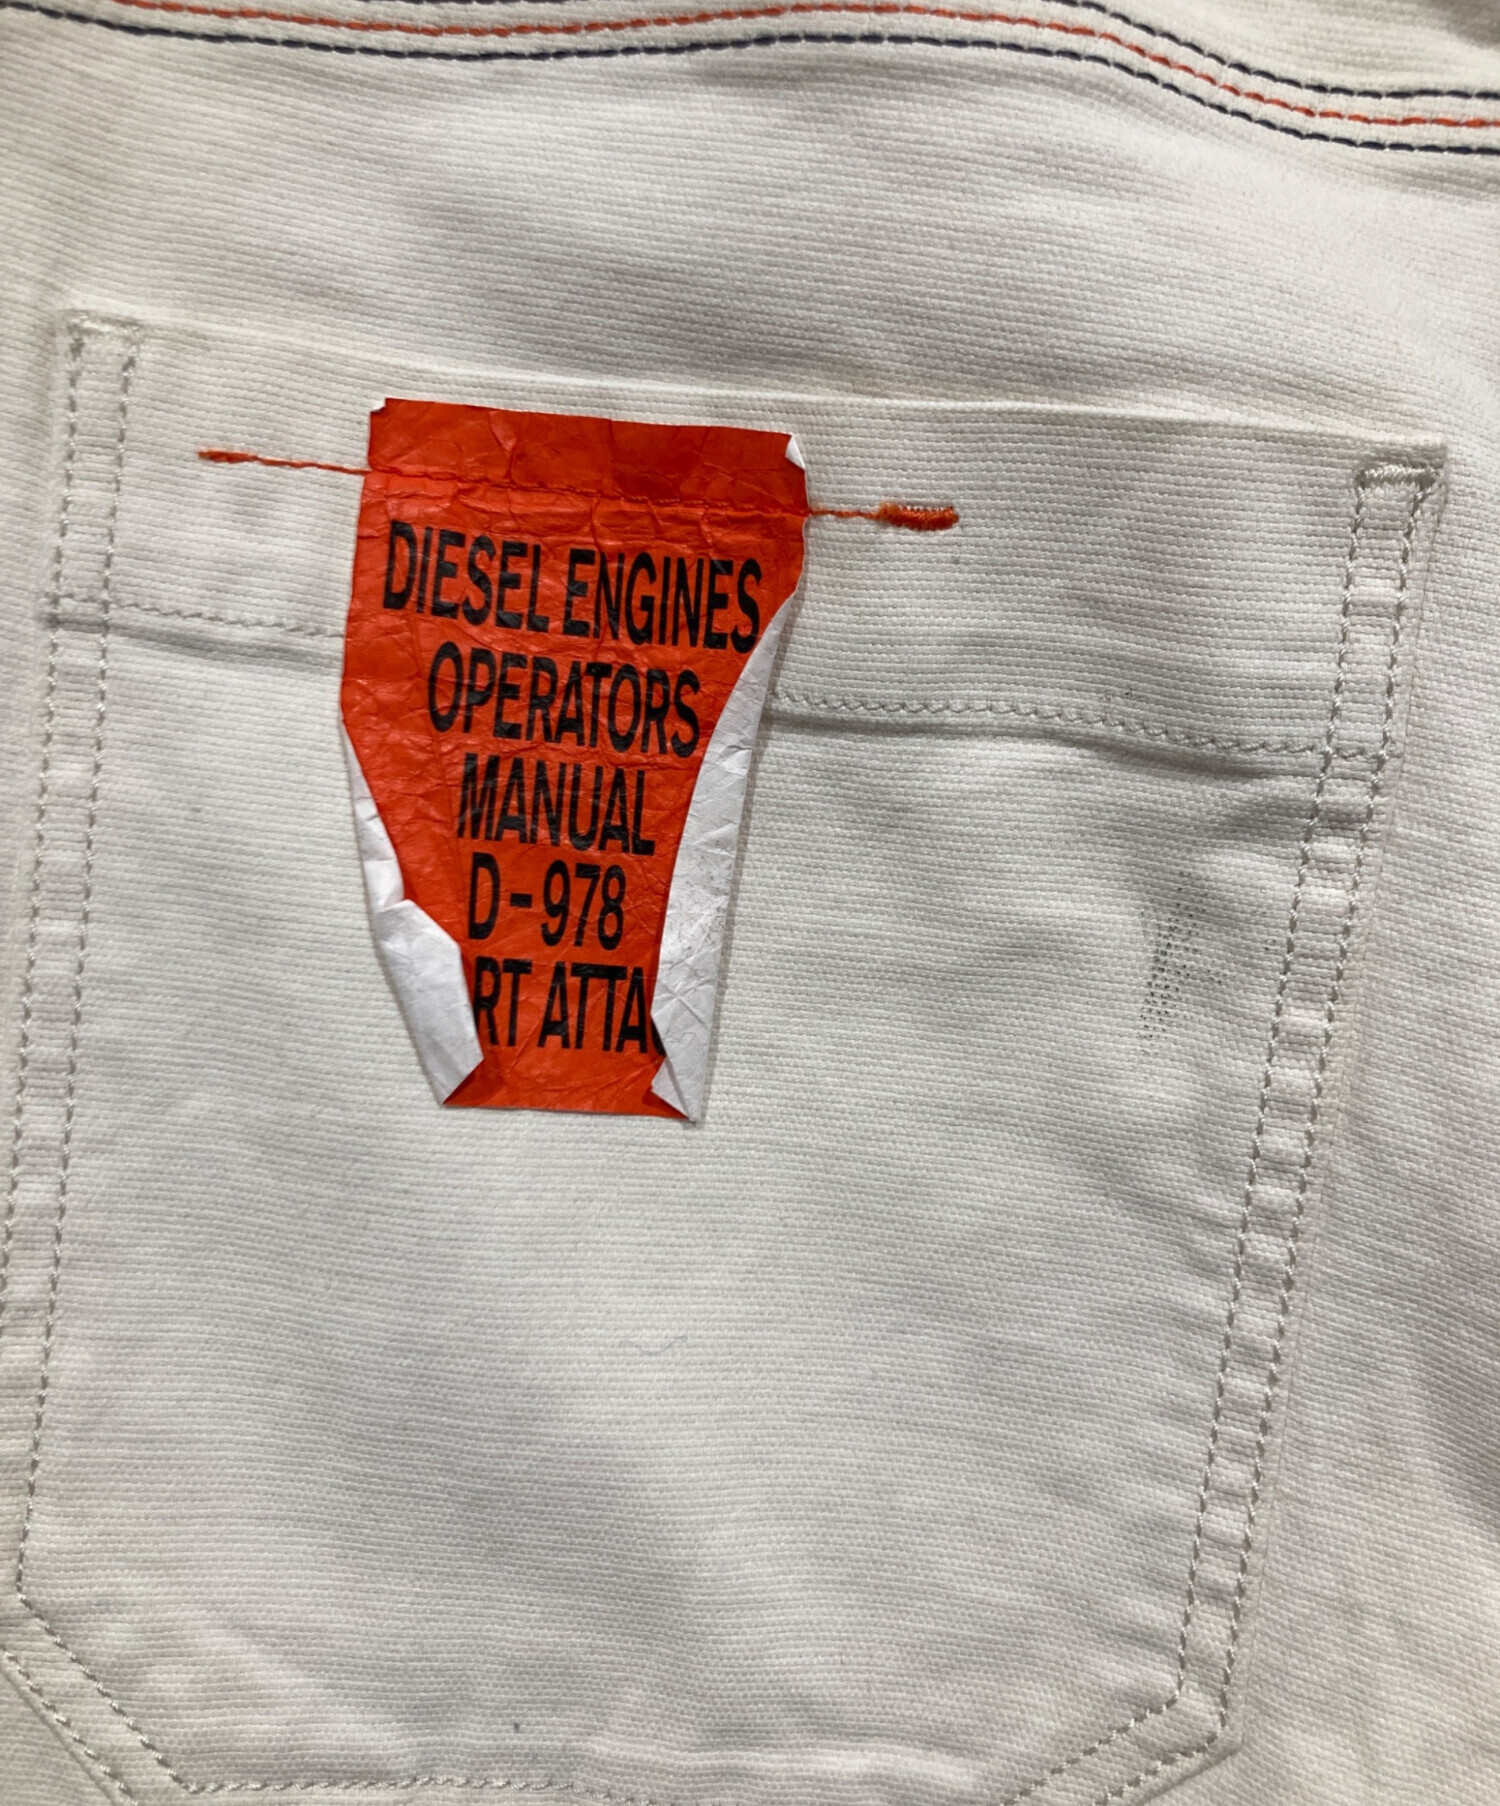 DIESEL ENGINES
OPERATORS
MANUAL
D-978
RT ATTA